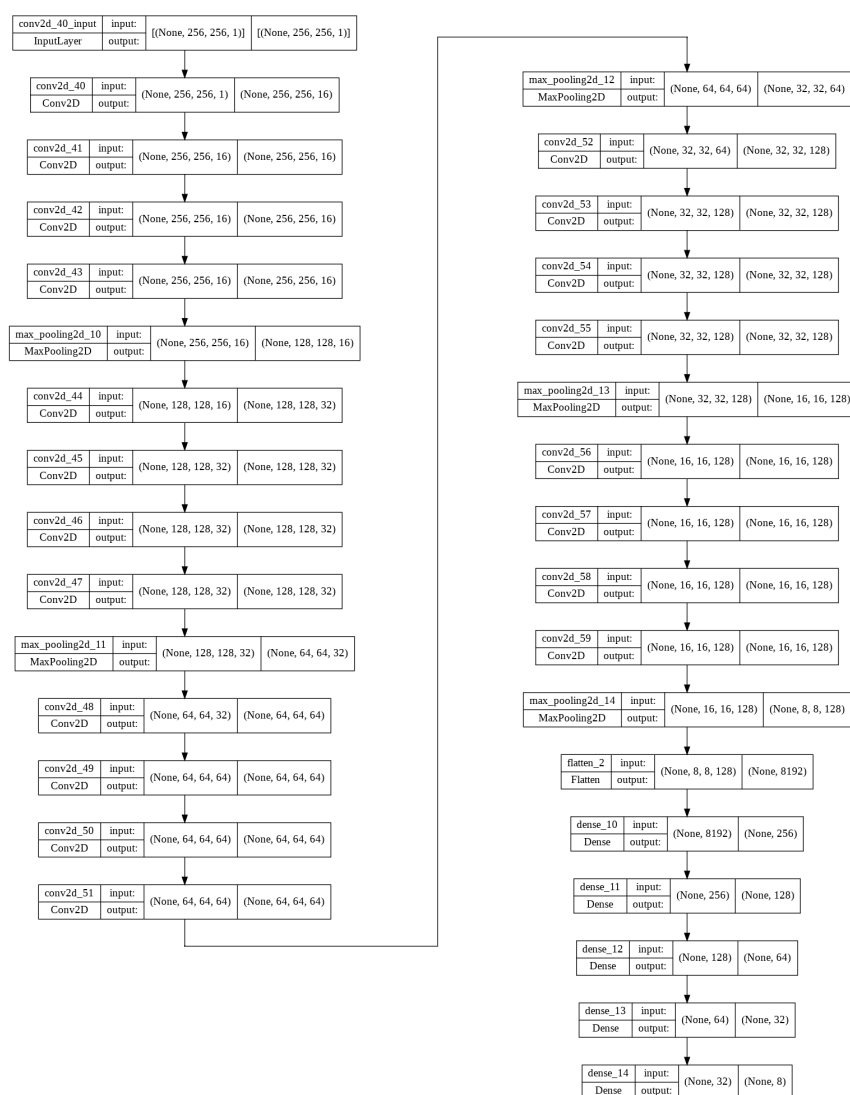 conv2d_40_input input: [(None, 256, 256, 1)] [(None, 256, 256, 1)]
InputLayer output:
conv2d_40 input: (None, 256, 256, 1) (None, 256, 256, 16)
Conv2D output:
conv2d_41 input: (None, 256, 256, 16) (None, 256, 256, 16)
Conv2D output:
conv2d_42 input: (None, 256, 256, 16) (None, 256, 256, 16)
Conv2D output:
conv2d_43 input: (None, 256, 256, 16) (None, 256, 256, 16)
Conv2D output:
max_pooling2d_10 input: (None, 256, 256, 16) (None, 128, 128, 16)
MaxPooling2D output:
conv2d_44 input: (None, 128, 128, 16) (None, 128, 128, 32)
Conv2D output:
conv2d_45 input: (None, 128, 128, 32) (None, 128, 128, 32)
Conv2D output:
conv2d_46 input: (None, 128, 128, 32) (None, 128, 128, 32)
Conv2D output:
conv2d_47 input: (None, 128, 128, 32) (None, 128, 128, 32)
Conv2D output:
max_pooling2d_11 input: (None, 128, 128, 32) (None, 64, 64, 32)
MaxPooling2D output:
conv2d_48 input: (None, 64, 64, 32) (None, 64, 64, 64)
Conv2D output:
conv2d_49 input: (None, 64, 64, 64) (None, 64, 64, 64)
Conv2D output:
conv2d_50 input: (None, 64, 64, 64) (None, 64, 64, 64)
Conv2D output:
conv2d_51 input: (None, 64, 64, 64) (None, 64, 64, 64)
Conv2D output:
max_pooling2d_12 input: (None, 64, 64, 64) (None, 32, 32, 64)
MaxPooling2D output:
conv2d_52 input: (None, 32, 32, 64) (None, 32, 32, 128)
Conv2D output:
conv2d_53 input: (None, 32, 32, 128) (None, 32, 32, 128)
Conv2D output:
conv2d_54 input: (None, 32, 32, 128) (None, 32, 32, 128)
Conv2D output:
conv2d_55 input: (None, 32, 32, 128) (None, 32, 32, 128)
Conv2D output:
max_pooling2d_13 input: (None, 32, 32, 128) (None, 16, 16, 128)
MaxPooling2D output:
conv2d_56 input: (None, 16, 16, 128) (None, 16, 16, 128)
Conv2D output:
conv2d_57 input: (None, 16, 16, 128) (None, 16, 16, 128)
Conv2D output:
conv2d_58 input: (None, 16, 16, 128) (None, 16, 16, 128)
Conv2D output:
conv2d_59 input: (None, 16, 16, 128) (None, 16, 16, 128)
Conv2D output:
max_pooling2d_14 input: (None, 16, 16, 128) (None, 8, 8, 128)
MaxPooling2D output:
flatten_2 input: (None, 8, 8, 128) (None, 8192)
Flatten output:
dense_10 input: (None, 8192) (None, 256)
Dense output:
dense_11 input: (None, 256) (None, 128)
Dense output:
dense_12 input: (None, 128) (None, 64)
Dense output:
dense_13 input: (None, 64) (None, 32)
Dense output:
dense_14 input: (None, 32) (None, 8)
Dense output: